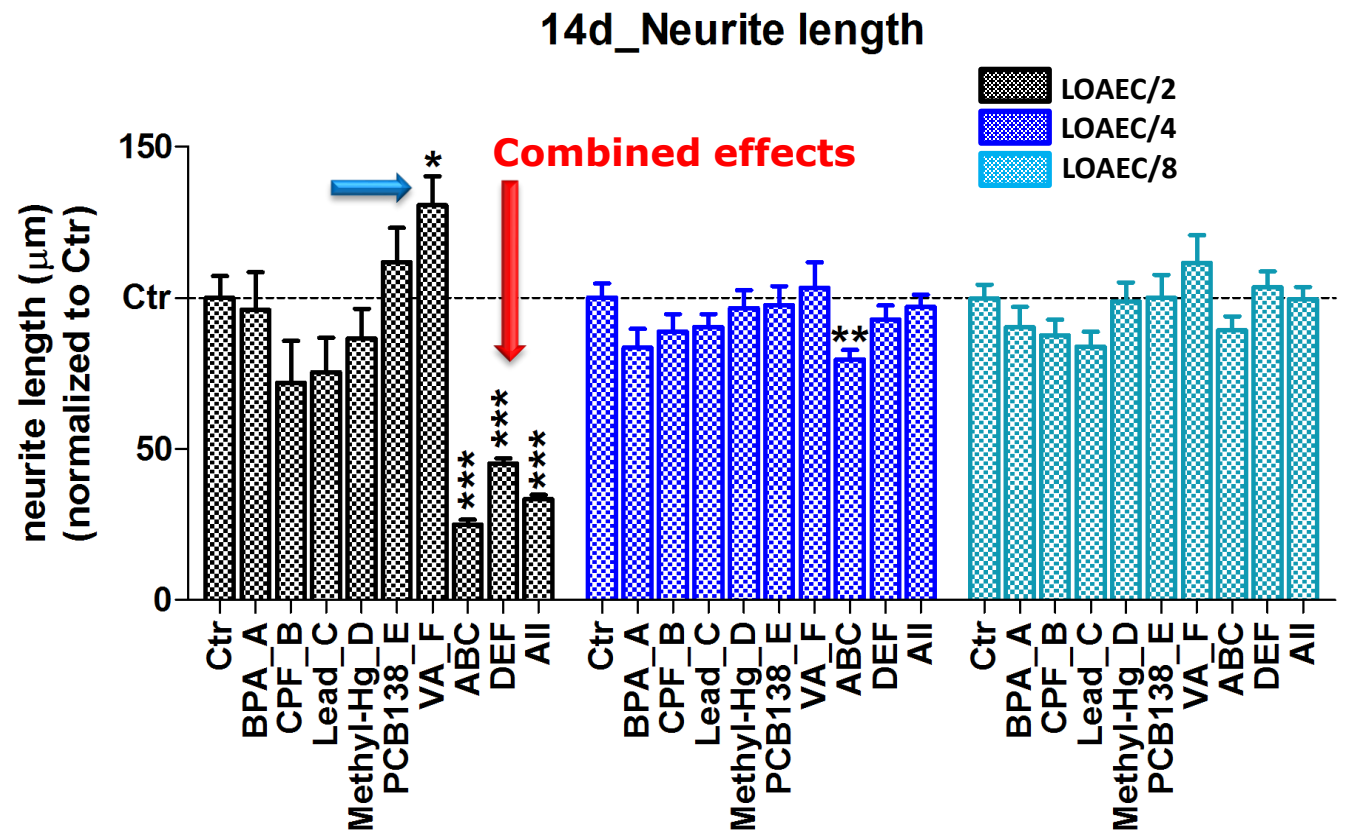 14d_Neurite length
LOAEC/2
LOAEC/4
LOAEC/8
Combined effects
neurite length (μm)
(normalized to Ctr)
150
Ctr
50
0
*
***
***
***
**
Ctr
BPA_A
CPF_B
Lead_C
Methyl-Hg_D
PCB138_E
VA_F
ABC
DEF
All
Ctr
BPA_A
CPF_B
Lead_C
Methyl-Hg_D
PCB138_E
VA_F
ABC
DEF
All
Ctr
BPA_A
CPF_B
Lead_C
Methyl-Hg_D
PCB138_E
VA_F
ABC
DEF
All